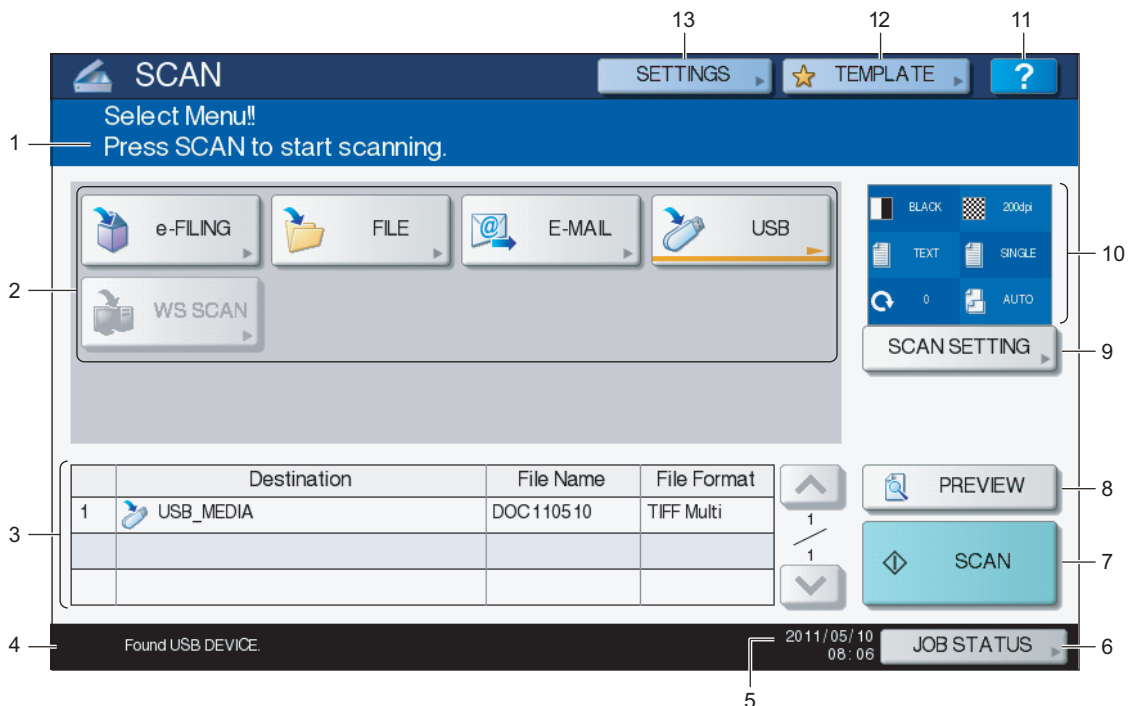 13 12 11
SCAN SETTINGS TEMPLATE ?
Select Menu!!
1 Press SCAN to start scanning.
BLACK 200dpi
e-FILING FILE E-MAIL USB
TEXT SINGLE 10
2 WS SCAN
0 AUTO
SCAN SETTING 9
Destination File Name File Format
PREVIEW 8
1 USB_MEDIA DOC110510 TIFF Multi
3 1
1
SCAN 7
4 Found USB DEVICE. 2011/05/10
08:06
JOB STATUS 6
5